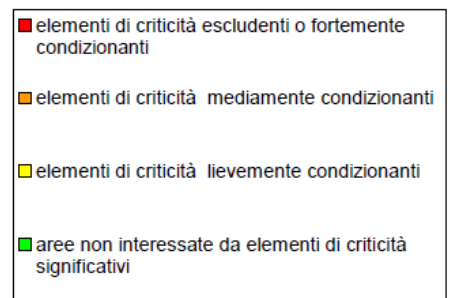 elementi di criticità escludenti o fortemente
condizionanti
elementi di criticità mediamente condizionanti
elementi di criticità lievemente condizionanti
aree non interessate da elementi di criticità
significativi